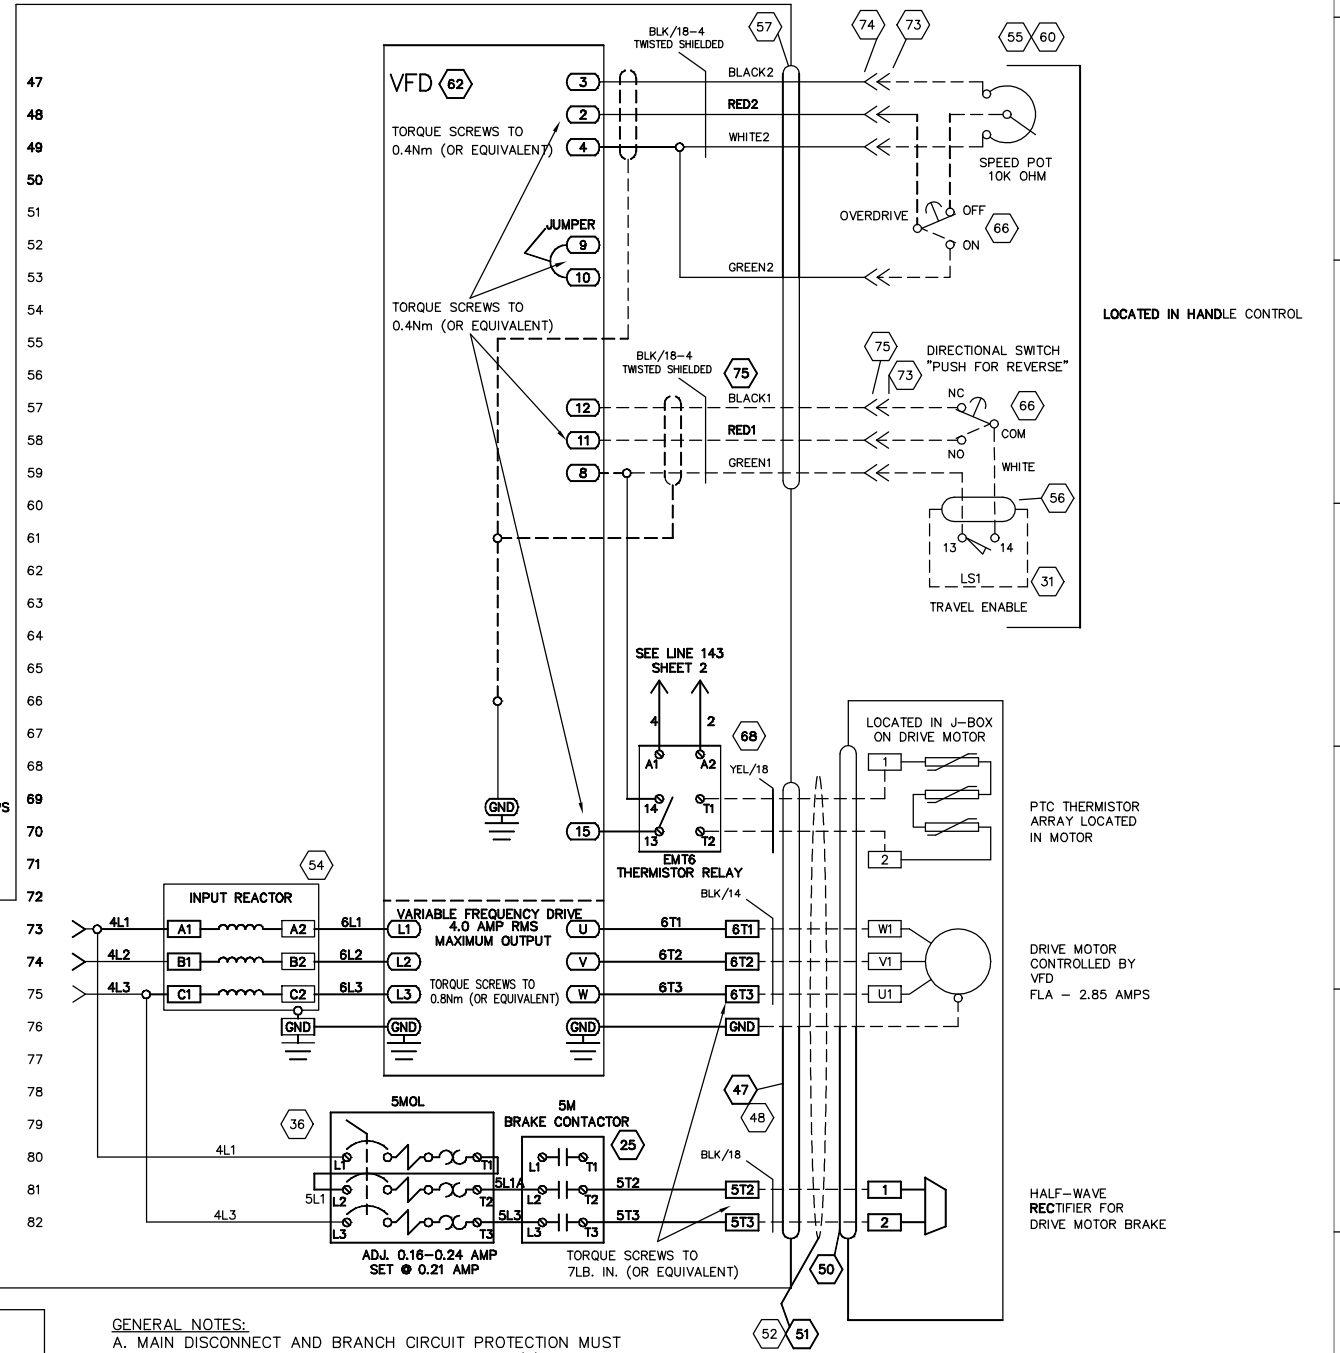 47
48
49
50
51
52
53
54
55
56
57
58
59
60
61
62
63
64
65
66
67
68
69
70
71
72
73
74
75
76
77
78
79
80
81
82
VFD 62
TORQUE SCREWS TO
0.4Nm (OR EQUIVALENT)
3
2
4
JUMPER
9
10
TORQUE SCREWS TO
0.4Nm (OR EQUIVALENT)
12
11
8
15
GND
BLK/18-4
TWISTED SHIELDED
57
74
73
55
60
BLACK2
RED2
WHITE2
GREEN2
SPEED POT
10K OHM
OVERDRIVE
OFF
ON
66
LOCATED IN HANDLE CONTROL
BLK/18-4
TWISTED SHIELDED
75
75
73
DIRECTIONAL SWITCH
"PUSH FOR REVERSE"
BLACK1
RED1
GREEN1
NC
NO
COM
66
WHITE
56
13
14
LS1
31
TRAVEL ENABLE
SEE LINE 143
SHEET 2
4
2
68
A1
A2
14
T1
13
T2
EMT6
THERMISTOR RELAY
YEL/18
LOCATED IN J-BOX
ON DRIVE MOTOR
1
2
PTC THERMISTOR
ARRAY LOCATED
IN MOTOR
PS
54
INPUT REACTOR
4L1
A1
A2
6L1
L1
4L2
B1
B2
6L2
L2
4L3
C1
C2
6L3
L3
GND
GND
VARIABLE FREQUENCY DRIVE
4.0 AMP RMS
MAXIMUM OUTPUT
TORQUE SCREWS TO
0.8Nm (OR EQUIVALENT)
U
V
W
GND
BLK/14
6T1
6T1
W1
6T2
6T2
V1
6T3
6T3
U1
GND
DRIVE MOTOR
CONTROLLED BY
VFD
FLA - 2.85 AMPS
47
48
36
5MOL
5M
BRAKE CONTACTOR
25
BLK/18
4L1
L1
T1
L1
T1
5L1
L2
T2
5L1A
L2
T2
5T2
5T2
1
4L3
L3
T3
5L3
L3
T3
5T3
5T3
2
HALF-WAVE
RECTIFIER FOR
DRIVE MOTOR BRAKE
ADJ. 0.16-0.24 AMP
SET @ 0.21 AMP
TORQUE SCREWS TO
7LB. IN. (OR EQUIVALENT)
50
52
51
GENERAL NOTES:
A. MAIN DISCONNECT AND BRANCH CIRCUIT PROTECTION MUST